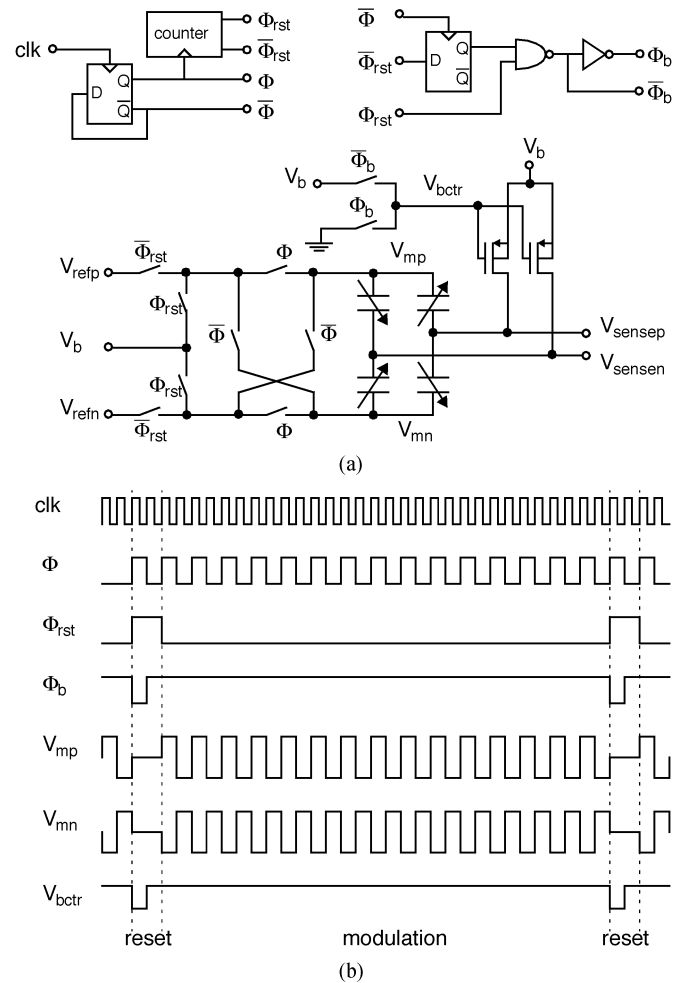 clk
counter
Φrst
Φ̅rst
D
Q
Q̅
Φ
Φ̅
Φ̅
Φ̅rst
Φrst
D
Q
Q̅
Φb
Φ̅b
Vb
Φ̅b
Φb
Vbctr
Vb
Vrefp
Φ̅rst
Φ
Vmp
Φrst
Φ̅
Φ̅
Vb
Vsensep
Vsensen
Φrst
Vrefn
Φ̅rst
Φ
Vmn
(a)
clk
Φ
Φrst
Φb
Vmp
Vmn
Vbctr
reset modulation reset
(b)